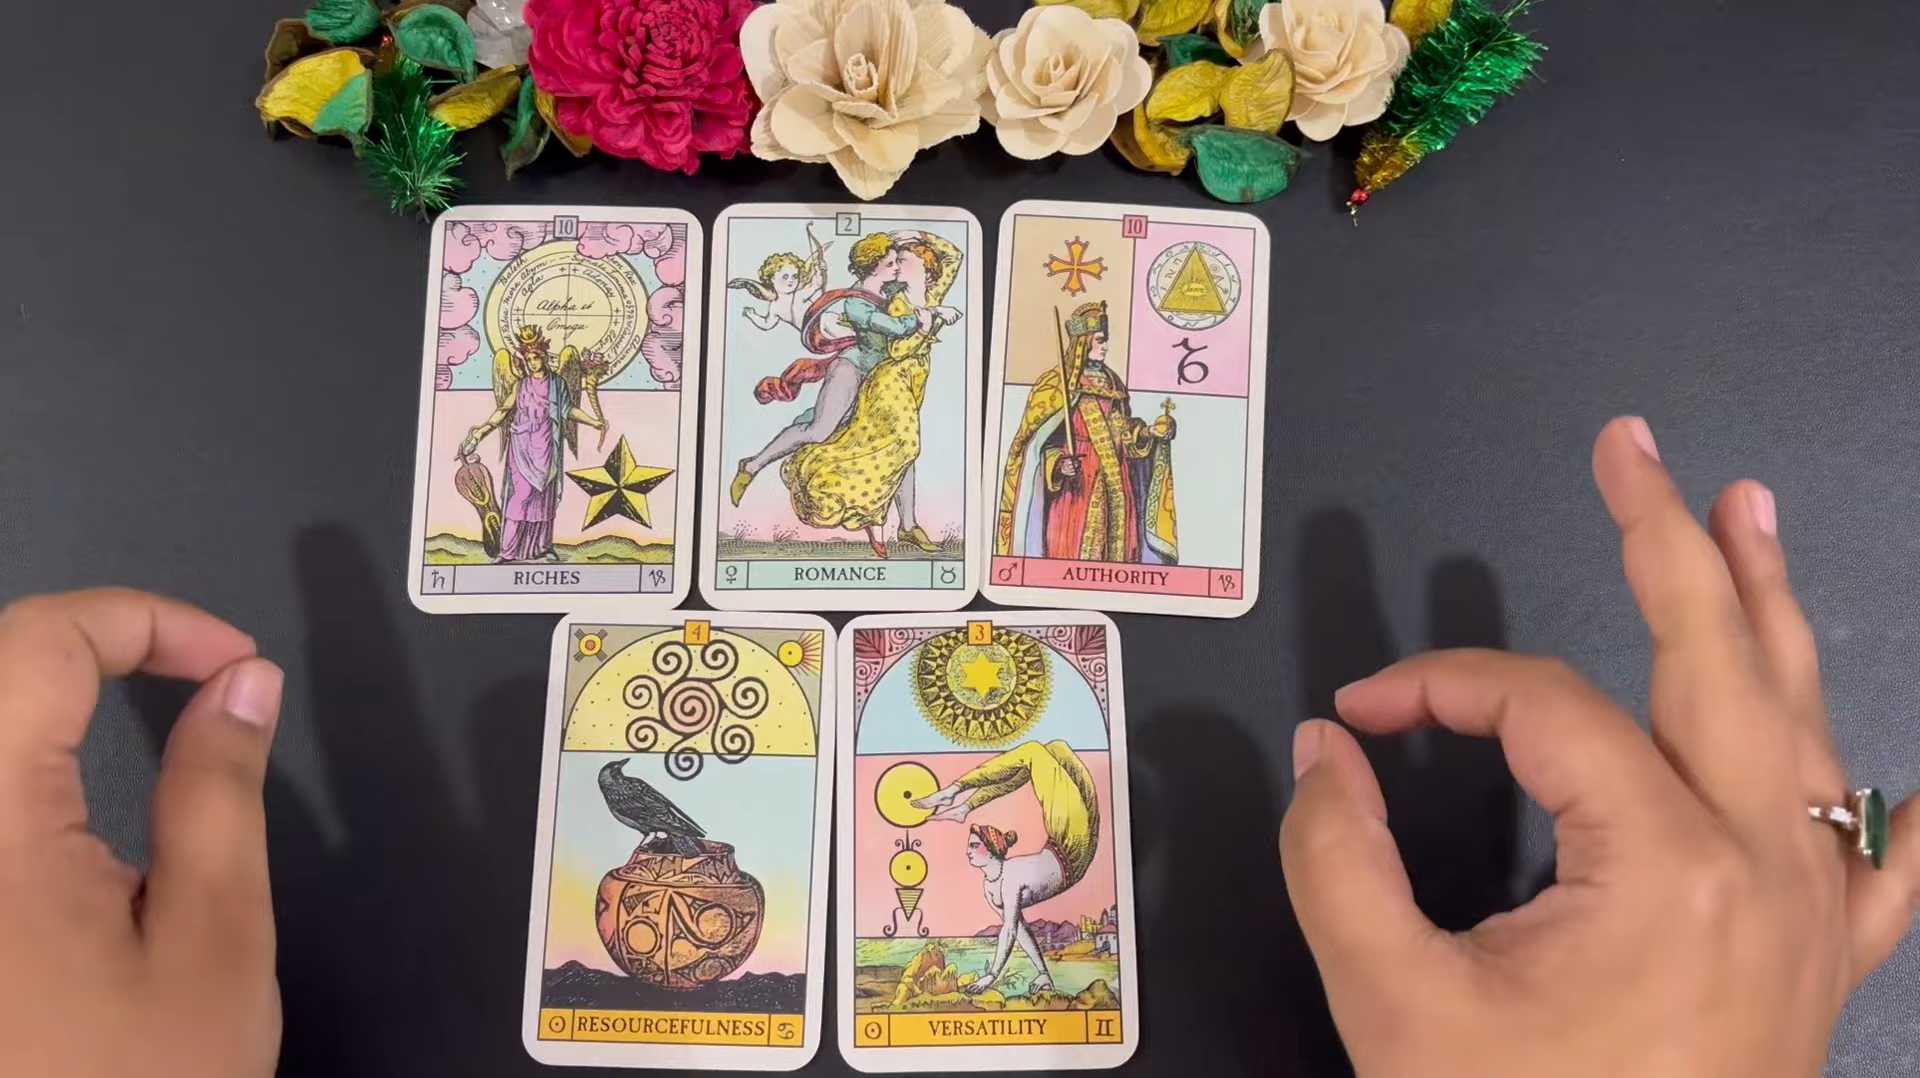 10
Alpha et
Omega
RICHES
2
ROMANCE
10
AUTHORITY
4
RESOURCEFULNESS
3
VERSATILITY